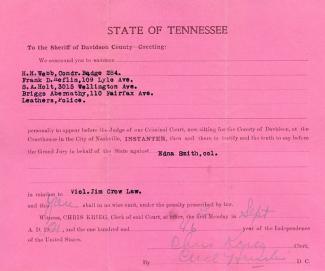 STATE OF TENNESSEE
To the Sheriff of Davidson County—Greeting:
We command you to summon
H.H.Webb, Condr. Badge 284.
Frank D.Heflin,109 Lyle Ave.
S.A.Holt,3015 Wellington Ave.
Briggs Abernathy,110 Fairfax Ave.
Leathers,Police.
personally to appear before the Judge of our Criminal Court, now sitting for the County of Davidson, at the
Courthouse in the City of Nashville, INSTANTER, then and there to testify and the truth to say before
the Grand Jury in behalf of the State against Edna Smith,col.
in relation to Viol.Jim Crow Law.
and this you shall in no wise omit, under the penalty prescribed by law.
Witness, CHRIS KRIEG, Clerk of said Court, at office, the first Monday in Sept
A. D. and the one hundred and 46 year of the Independence
of the United States.
Chris Krieg Clerk,
By D. C.